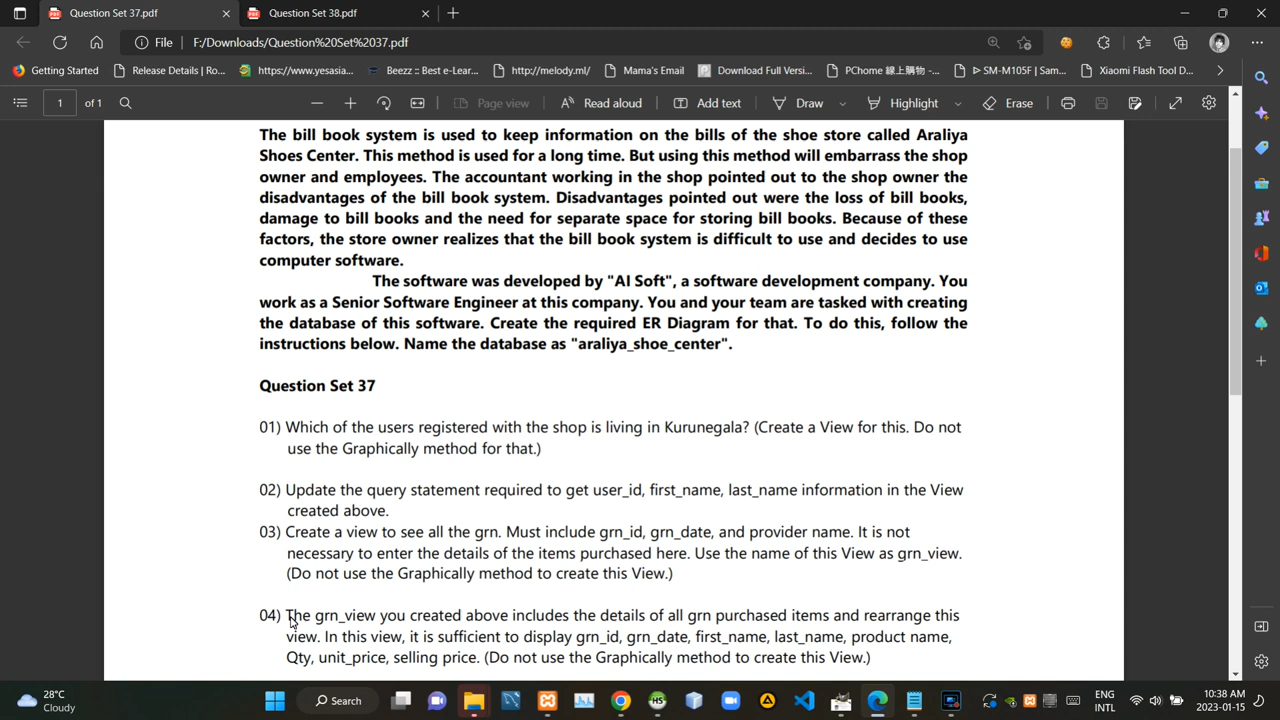 Question Set 37.pdf
Question Set 38.pdf
File
F:/Downloads/Question%20Set%2037.pdf
Getting Started
Release Details | Ro...
https://www.yesasia...
Beezz :: Best e-Lear...
http://melody.ml/
Mama's Email
Download Full Versi...
PChome 線上購物 -...
ᐅ SM-M105F | Sam...
Xiaomi Flash Tool D...
1
of 1
Page view
Read aloud
Add text
Draw
Highlight
Erase
The bill book system is used to keep information on the bills of the shoe store called Araliya
Shoes Center. This method is used for a long time. But using this method will embarrass the shop
owner and employees. The accountant working in the shop pointed out to the shop owner the
disadvantages of the bill book system. Disadvantages pointed out were the loss of bill books,
damage to bill books and the need for separate space for storing bill books. Because of these
factors, the store owner realizes that the bill book system is difficult to use and decides to use
computer software.
The software was developed by "AI Soft", a software development company. You
work as a Senior Software Engineer at this company. You and your team are tasked with creating
the database of this software. Create the required ER Diagram for that. To do this, follow the
instructions below. Name the database as "araliya_shoe_center".
Question Set 37
01) Which of the users registered with the shop is living in Kurunegala? (Create a View for this. Do not
use the Graphically method for that.)
02) Update the query statement required to get user_id, first_name, last_name information in the View
created above.
03) Create a view to see all the grn. Must include grn_id, grn_date, and provider name. It is not
necessary to enter the details of the items purchased here. Use the name of this View as grn_view.
(Do not use the Graphically method to create this View.)
04) The grn_view you created above includes the details of all grn purchased items and rearrange this
view. In this view, it is sufficient to display grn_id, grn_date, first_name, last_name, product name,
Qty, unit_price, selling price. (Do not use the Graphically method to create this View.)
28°C
Cloudy
Search
ENG
INTL
10:38 AM
2023-01-15